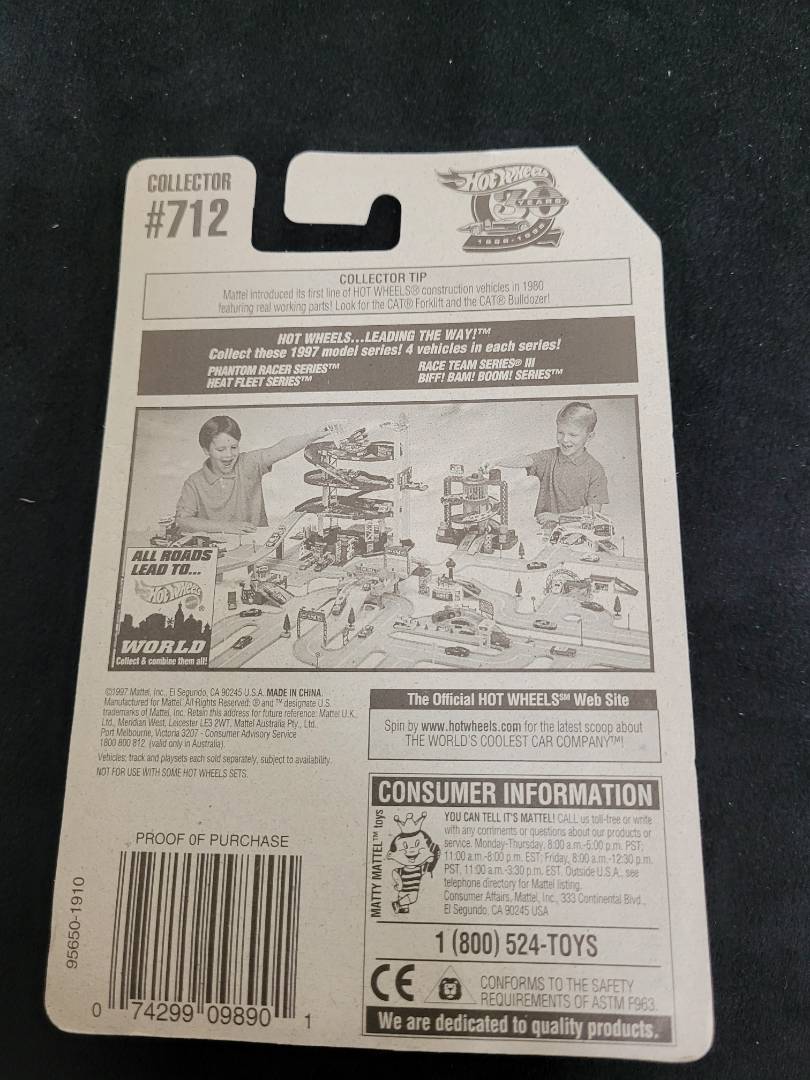 COLLECTOR
#712
HOT WHEELS
30
YEARS
1968-1998
COLLECTOR TIP
Mattel introduced its first line of HOT WHEELS® construction vehicles in 1980
featuring real working parts! Look for the CAT® Forklift and the CAT® Bulldozer!
HOT WHEELS...LEADING THE WAY!™
Collect these 1997 model series! 4 vehicles in each series!
PHANTOM RACER SERIES™
HEAT FLEET SERIES™
RACE TEAM SERIES® III
BIFF! BAM! BOOM! SERIES™
ALL ROADS
LEAD TO...
HOT WHEELS
WORLD
Collect & combine them all!
©1997 Mattel, Inc., El Segundo, CA 90245 U.S.A. MADE IN CHINA.
Manufactured for Mattel. All Rights Reserved. ® and ™ designate U.S.
trademarks of Mattel, Inc. Retain this address for future reference: Mattel U.K.,
Ltd., Meridian West, Leicester LE3 2WT. Mattel Australia Pty., Ltd.,
Port Melbourne, Victoria 3207 - Consumer Advisory Service
1800 800 812 (valid only in Australia).
Vehicles, track and playsets each sold separately, subject to availability.
NOT FOR USE WITH SOME HOT WHEELS SETS.
The Official HOT WHEELS℠ Web Site
Spin by www.hotwheels.com for the latest scoop about
THE WORLD'S COOLEST CAR COMPANY™!
CONSUMER INFORMATION
MATTY MATTEL™ toys
YOU CAN TELL IT'S MATTEL! CALL us toll-free or write
with any comments or questions about our products or
service. Monday-Thursday, 8:00 a.m.-5:00 p.m. PST;
11:00 a.m.-8:00 p.m. EST; Friday, 8:00 a.m.-12:30 p.m.
PST, 11:00 a.m.-3:30 p.m. EST. Outside U.S.A., see
telephone directory for Mattel listing.
Consumer Affairs, Mattel, Inc., 333 Continental Blvd.,
El Segundo, CA 90245 USA
1 (800) 524-TOYS
CE
CONFORMS TO THE SAFETY
REQUIREMENTS OF ASTM F963.
We are dedicated to quality products.
PROOF OF PURCHASE
95650-1910
0 74299 09890 1